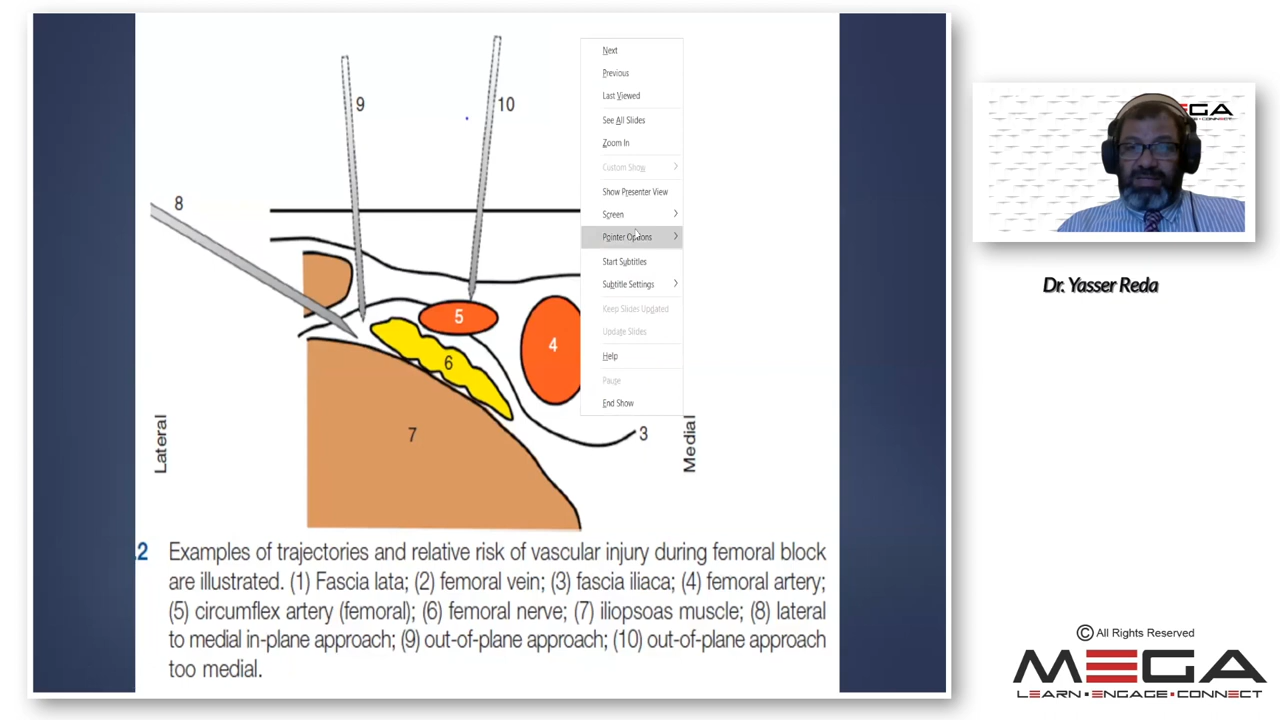 9
10
8
5
4
6
7
3
Lateral
Medial
Next
Previous
Last Viewed
See All Slides
Zoom In
Custom Show
Show Presenter View
Screen
Pointer Options
Start Subtitles
Subtitle Settings
Keep Slides Updated
Update Slides
Help
Pause
End Show
.2 Examples of trajectories and relative risk of vascular injury during femoral block
are illustrated. (1) Fascia lata; (2) femoral vein; (3) fascia iliaca; (4) femoral artery;
(5) circumflex artery (femoral); (6) femoral nerve; (7) iliopsoas muscle; (8) lateral
to medial in-plane approach; (9) out-of-plane approach; (10) out-of-plane approach
too medial.
GA
Dr. Yasser Reda
© All Rights Reserved
MEGA
LEARN • ENGAGE • CONNECT